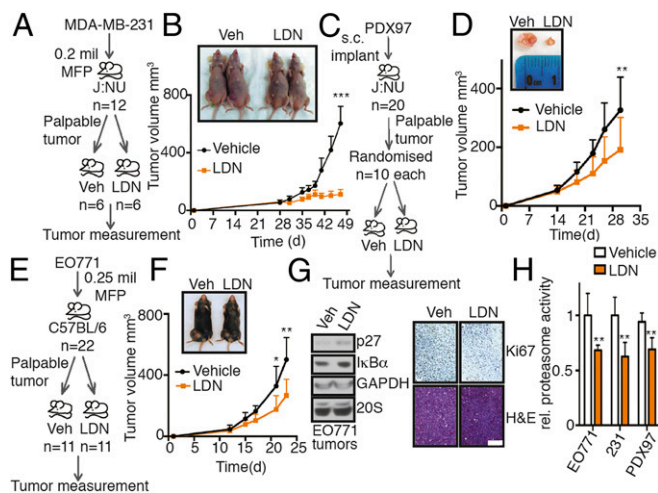 A
MDA-MB-231
0.2 mil
MFP
J:NU
n=12
Palpable
tumor
Veh LDN
n=6 n=6
Tumor measurement
B
Veh LDN
Tumor volume mm³
800
400
0
***
Vehicle
LDN
0 7 14 21 28 35 42 49
Time (d)
C
PDX97
s.c.
implant
J:NU
n=20
Palpable
tumor
Randomised
n=10 each
Veh LDN
Tumor measurement
D
Veh LDN
0 cm 1
Tumor volume mm³
400
200
0
**
Vehicle
LDN
0 7 14 21 28 35
Time(d)
E
EO771
0.25 mil
MFP
C57BL/6
n=22
Palpable
tumor
Veh LDN
n=11 n=11
Tumor measurement
F
Veh LDN
Tumor volume mm³
800
400
0
* **
Vehicle
LDN
0 5 10 15 20 25
Time(d)
G
Veh LDN
p27
IκBα
GAPDH
20S
EO771
tumors
Veh LDN
Ki67
H&E
H
Vehicle
LDN
rel. proteasome activity
1
0.5
0
** ** **
EO771
231
PDX97